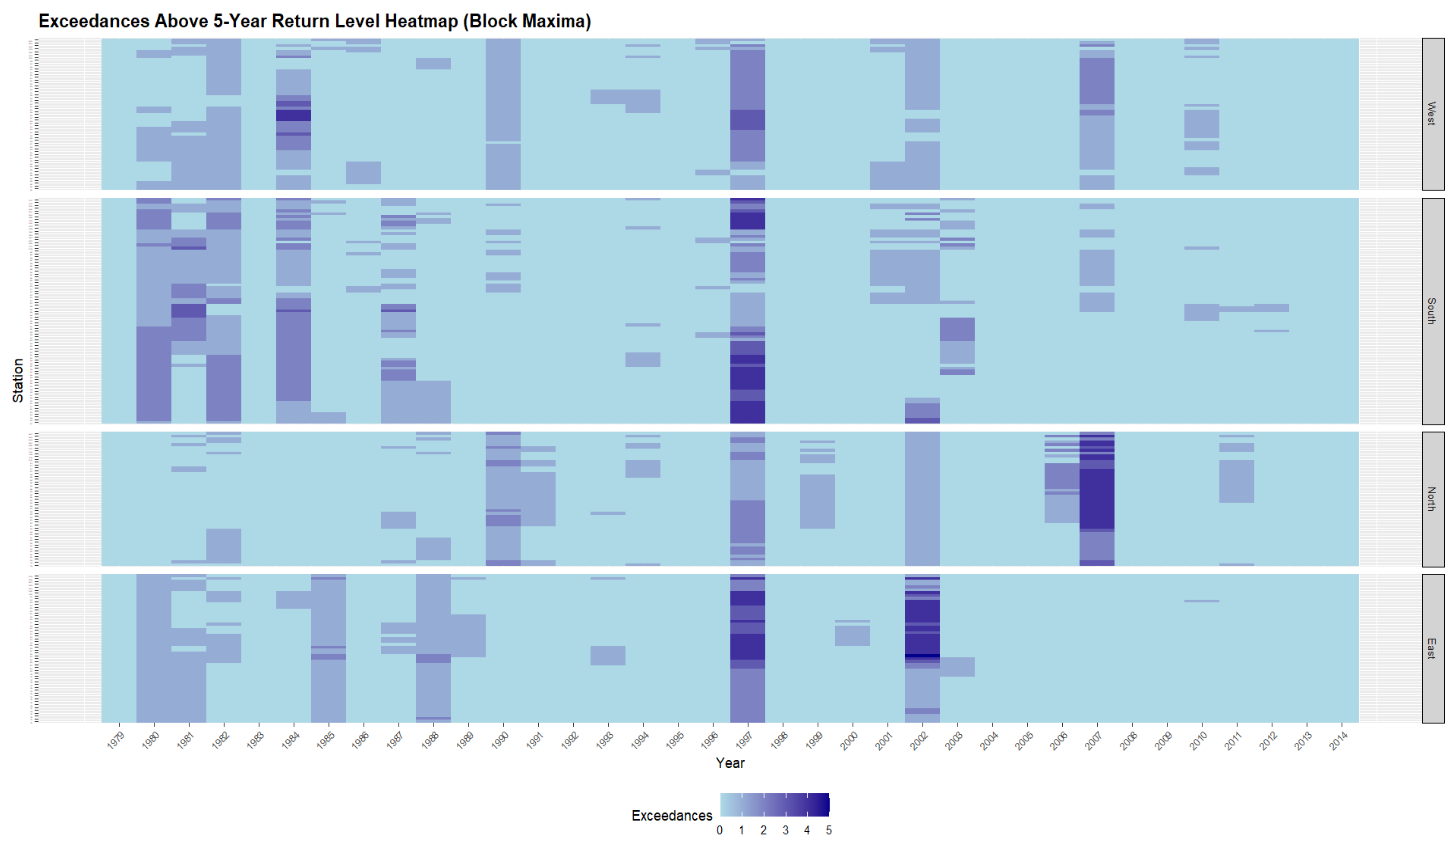 Exceedances Above 5-Year Return Level Heatmap (Block Maxima)
West
South
North
East
Station
1979 1980 1981 1982 1983 1984 1985 1986 1987 1988 1989 1990 1991 1992 1993 1994 1995 1996 1997 1998 1999 2000 2001 2002 2003 2004 2005 2006 2007 2008 2009 2010 2011 2012 2013 2014
Year
Exceedances
0 1 2 3 4 5